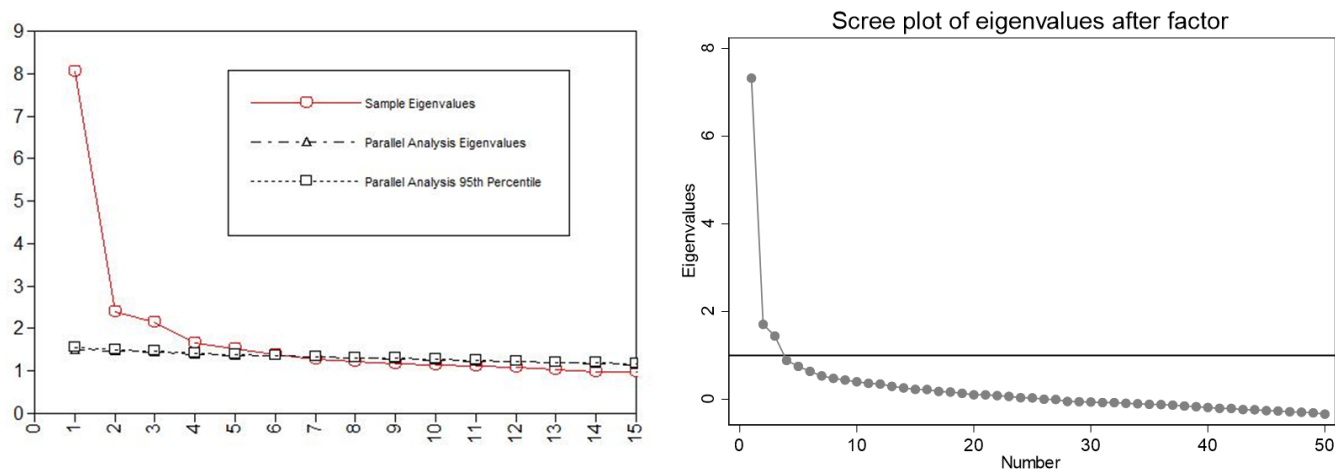 9
8
7
6
5
4
3
2
1
0
0 1 2 3 4 5 6 7 8 9 10 11 12 13 14 15
Sample Eigenvalues
Parallel Analysis Eigenvalues
Parallel Analysis 95th Percentile
Scree plot of eigenvalues after factor
Eigenvalues
8
6
4
2
0
0 10 20 30 40 50
Number